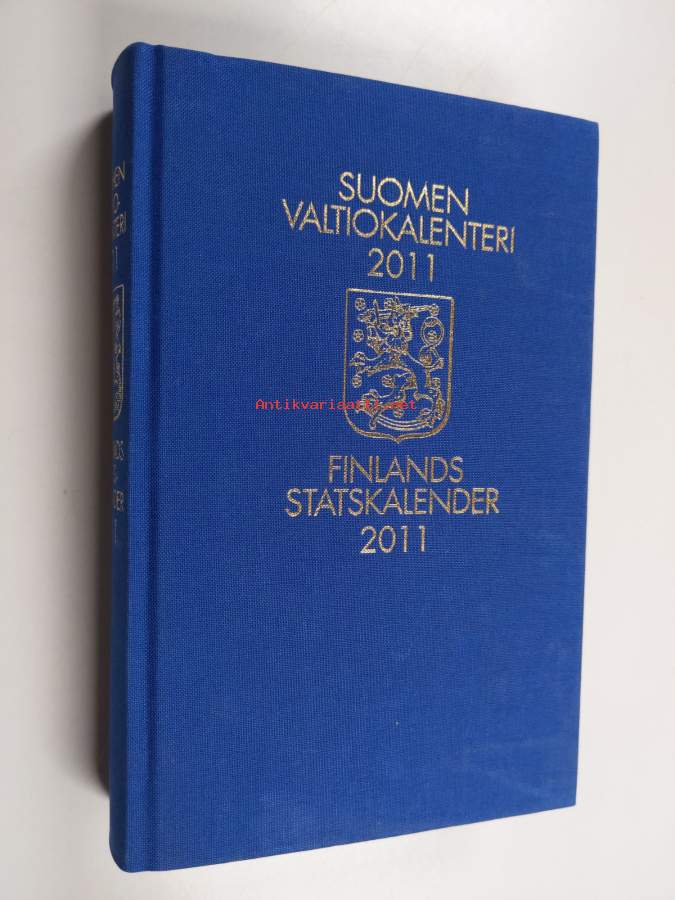 SUOMEN
VALTIOKALENTERI
2011
Antikvariaatti.net
FINLANDS
STATSKALENDER
2011